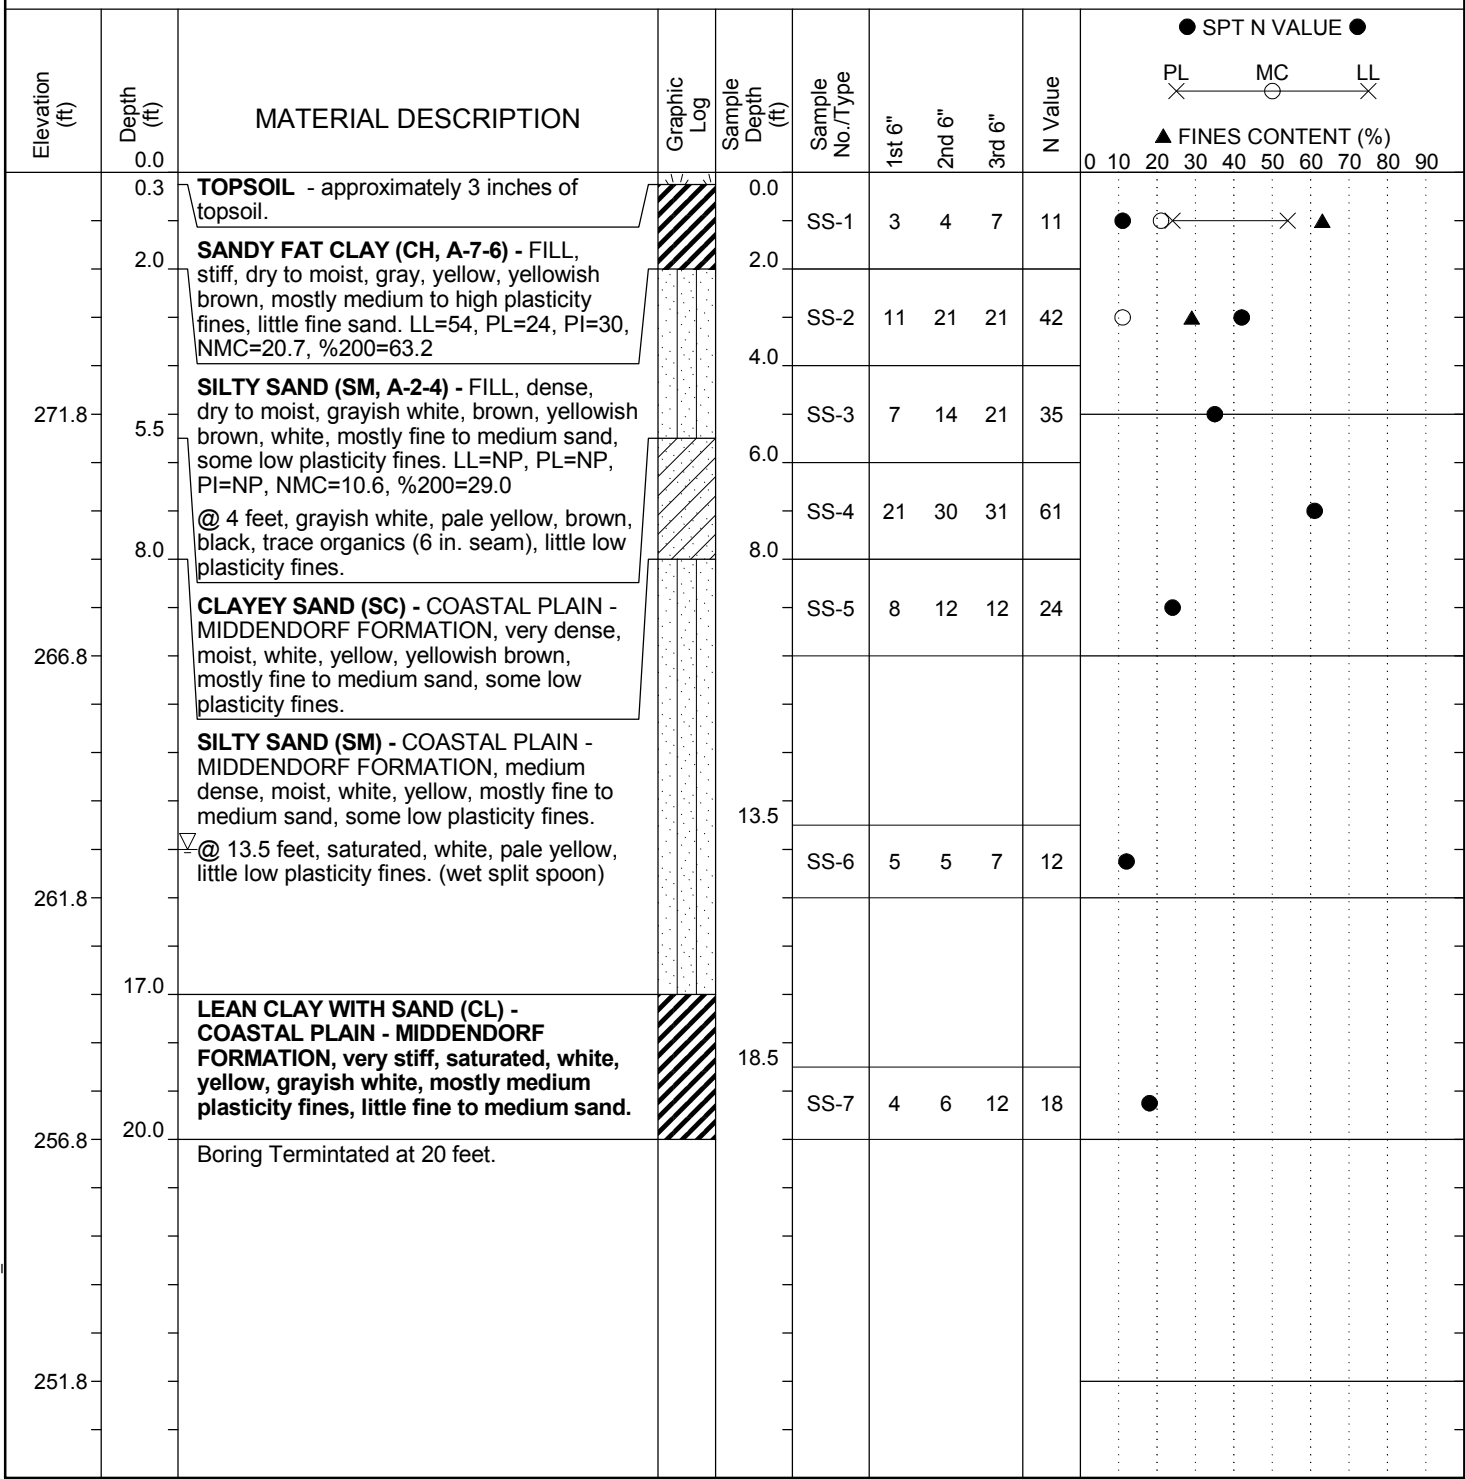 Elevation (ft)
Depth (ft)
0.0
MATERIAL DESCRIPTION
Graphic Log
Sample Depth (ft)
Sample No./Type
1st 6"
2nd 6"
3rd 6"
N Value
● SPT N VALUE ●
PL MC LL
▲ FINES CONTENT (%)
0 10 20 30 40 50 60 70 80 90
0.3
TOPSOIL - approximately 3 inches of
topsoil.
0.0
SS-1 3 4 7 11
2.0
SANDY FAT CLAY (CH, A-7-6) - FILL,
stiff, dry to moist, gray, yellow, yellowish
brown, mostly medium to high plasticity
fines, little fine sand. LL=54, PL=24, PI=30,
NMC=20.7, %200=63.2
2.0
SS-2 11 21 21 42
4.0
271.8
5.5
SILTY SAND (SM, A-2-4) - FILL, dense,
dry to moist, grayish white, brown, yellowish
brown, white, mostly fine to medium sand,
some low plasticity fines. LL=NP, PL=NP,
PI=NP, NMC=10.6, %200=29.0
@ 4 feet, grayish white, pale yellow, brown,
black, trace organics (6 in. seam), little low
plasticity fines.
SS-3 7 14 21 35
6.0
SS-4 21 30 31 61
8.0
8.0
CLAYEY SAND (SC) - COASTAL PLAIN -
MIDDENDORF FORMATION, very dense,
moist, white, yellow, yellowish brown,
mostly fine to medium sand, some low
plasticity fines.
SS-5 8 12 12 24
266.8
SILTY SAND (SM) - COASTAL PLAIN -
MIDDENDORF FORMATION, medium
dense, moist, white, yellow, mostly fine to
medium sand, some low plasticity fines.
@ 13.5 feet, saturated, white, pale yellow,
little low plasticity fines. (wet split spoon)
13.5
SS-6 5 5 7 12
261.8
17.0
LEAN CLAY WITH SAND (CL) -
COASTAL PLAIN - MIDDENDORF
FORMATION, very stiff, saturated, white,
yellow, grayish white, mostly medium
plasticity fines, little fine to medium sand.
18.5
SS-7 4 6 12 18
256.8
20.0
Boring Termintated at 20 feet.
251.8